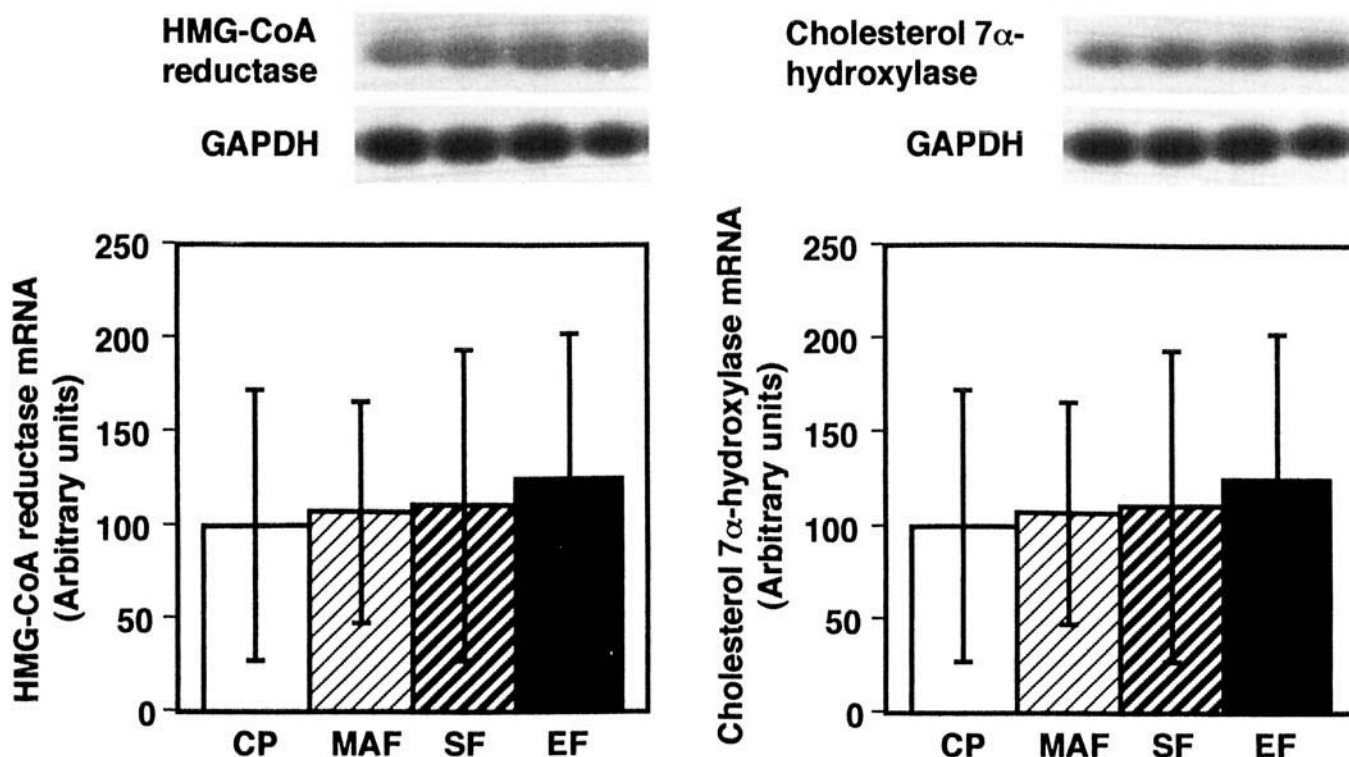 HMG-CoA
reductase
GAPDH
Cholesterol 7α-
hydroxylase
GAPDH
HMG-CoA reductase mRNA
(Arbitrary units)
250
200
150
100
50
0
CP MAF SF EF
Cholesterol 7α-hydroxylase mRNA
(Arbitrary units)
250
200
150
100
50
0
CP MAF SF EF